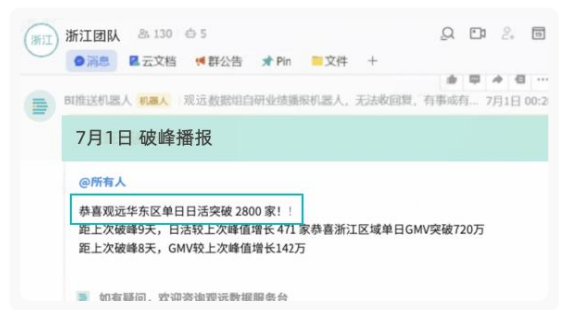 浙江
浙江团队 130 5
消息 云文档 群公告 Pin 文件 +
BI推送机器人 机器人 观远数据组自研业绩播报机器人，无法收回复，有事或有... 7月1日 00:2
7月1日 破峰播报
@所有人
恭喜观远华东区单日日活突破 2800 家！！
距上次破峰9天，日活较上次峰值增长 471 家恭喜浙江区域单日GMV突破720万
距上次破峰8天，GMV较上次峰值增长142万
如有疑问，欢迎咨询观远数据服务台